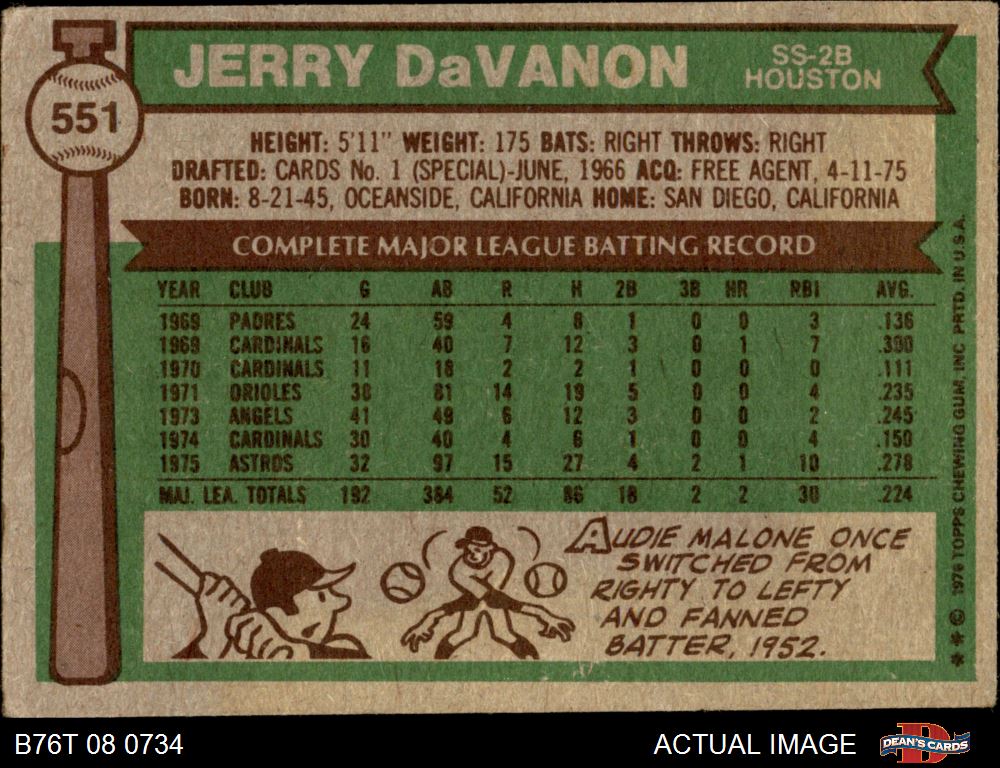 551
JERRY DaVANON
SS-2B
HOUSTON
HEIGHT: 5'11" WEIGHT: 175 BATS: RIGHT THROWS: RIGHT
DRAFTED: CARDS No. 1 (SPECIAL)-JUNE, 1966 ACQ: FREE AGENT, 4-11-75
BORN: 8-21-45, OCEANSIDE, CALIFORNIA HOME: SAN DIEGO, CALIFORNIA
COMPLETE MAJOR LEAGUE BATTING RECORD
YEAR CLUB G AB R H 2B 3B HR RBI AVG.
1969 PADRES 24 59 4 8 1 0 0 3 .136
1969 CARDINALS 16 40 7 12 3 0 1 7 .300
1970 CARDINALS 11 18 2 2 1 0 0 0 .111
1971 ORIOLES 38 81 14 19 5 0 0 4 .235
1973 ANGELS 41 49 6 12 3 0 0 2 .245
1974 CARDINALS 30 40 4 6 1 0 0 4 .150
1975 ASTROS 32 97 15 27 4 2 1 10 .278
MAJ. LEA. TOTALS 192 384 52 86 18 2 2 30 .224
AUDIE MALONE ONCE
SWITCHED FROM
RIGHTY TO LEFTY
AND FANNED
BATTER, 1952.
* * © 1976 TOPPS CHEWING GUM, INC PRTD. IN U.S.A.
B76T 08 0734
ACTUAL IMAGE
DEAN'S CARDS